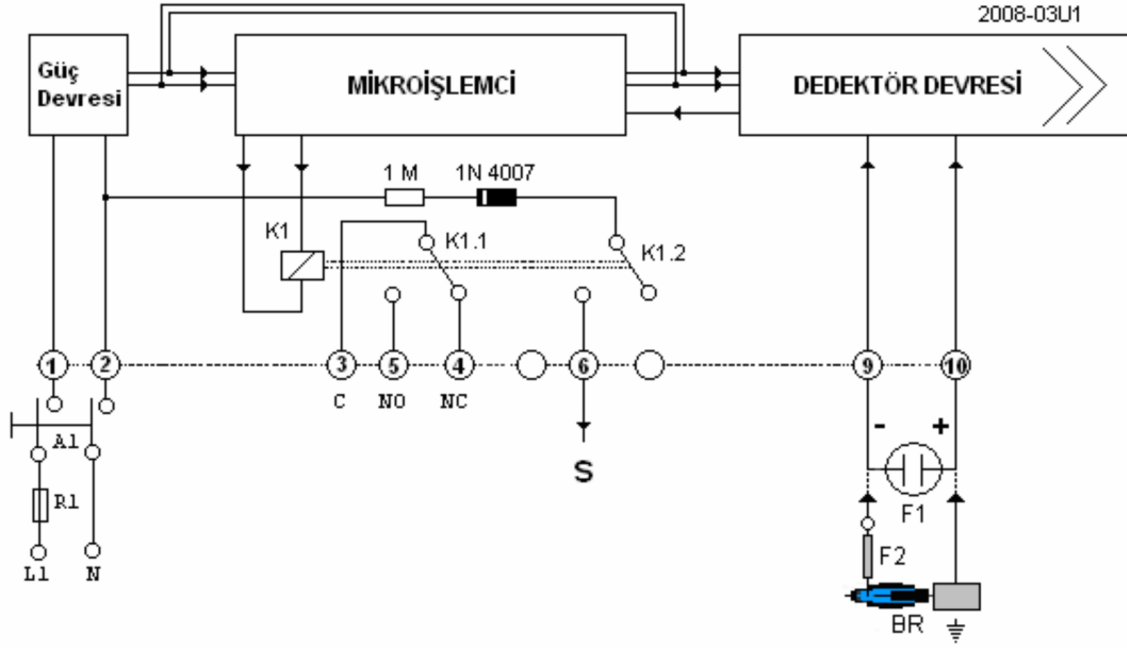 2008-03U1
Güç
Devresi
MİKROİŞLEMCİ
DEDEKTÖR DEVRESİ
1 M
1N 4007
K1
K1.1
K1.2
1
2
3
5
4
6
9
10
C
NO
NC
- +
A1
S
R1
F1
F2
L1
N
BR